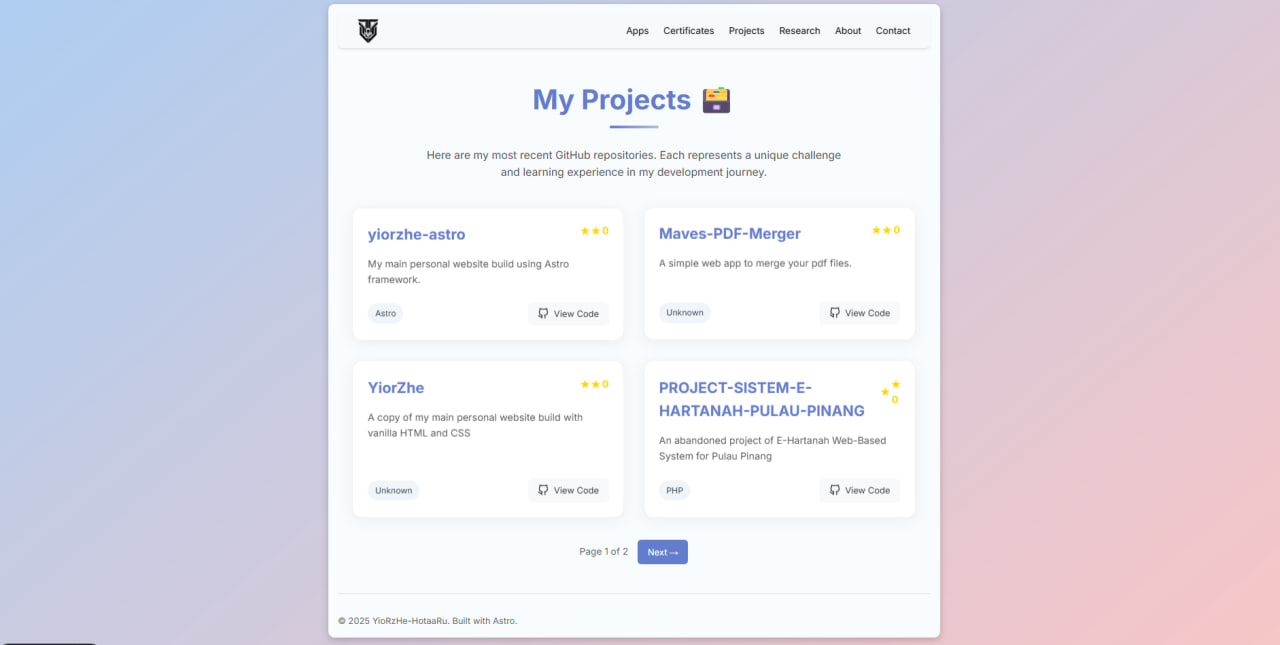 Apps Certificates Projects Research About Contact
My Projects
Here are my most recent GitHub repositories. Each represents a unique challenge
and learning experience in my development journey.
yiorzhe-astro ★★0
My main personal website build using Astro
framework.
Astro View Code
Maves-PDF-Merger ★★0
A simple web app to merge your pdf files.
Unknown View Code
YiorZhe ★★0
A copy of my main personal website build with
vanilla HTML and CSS
Unknown View Code
PROJECT-SISTEM-E-
HARTANAH-PULAU-PINANG ★★0
An abandoned project of E-Hartanah Web-Based
System for Pulau Pinang
PHP View Code
Page 1 of 2 Next →
© 2025 YioRzHe-HotaaRu. Built with Astro.